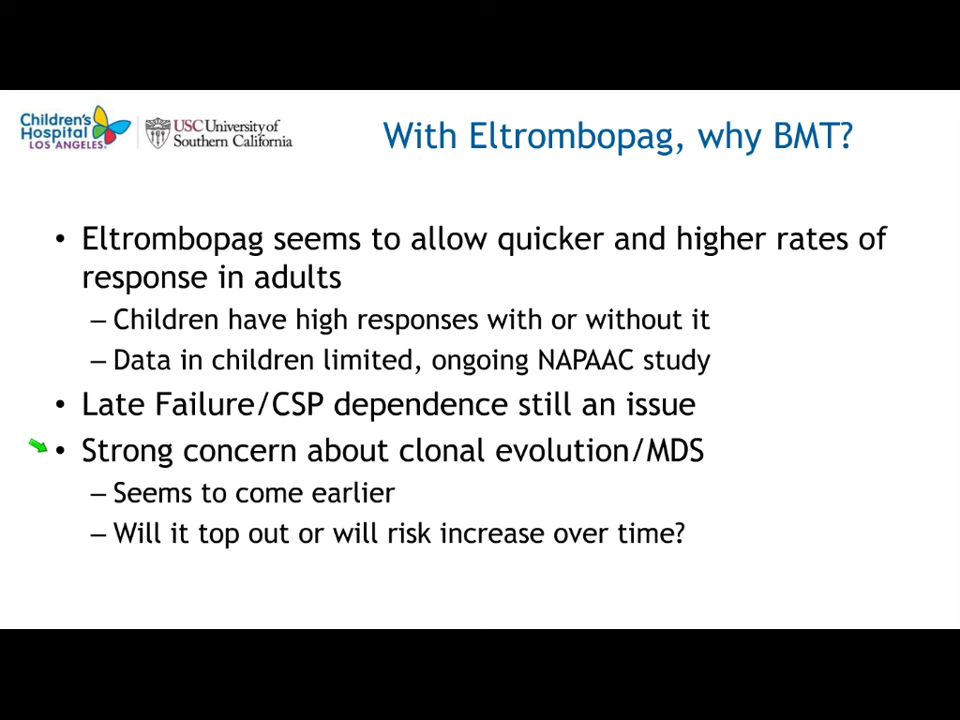 Children's
Hospital
LOS ANGELES
USC University of
Southern California
With Eltrombopag, why BMT?
• Eltrombopag seems to allow quicker and higher rates of
response in adults
– Children have high responses with or without it
– Data in children limited, ongoing NAPAAC study
• Late Failure/CSP dependence still an issue
• Strong concern about clonal evolution/MDS
– Seems to come earlier
– Will it top out or will risk increase over time?